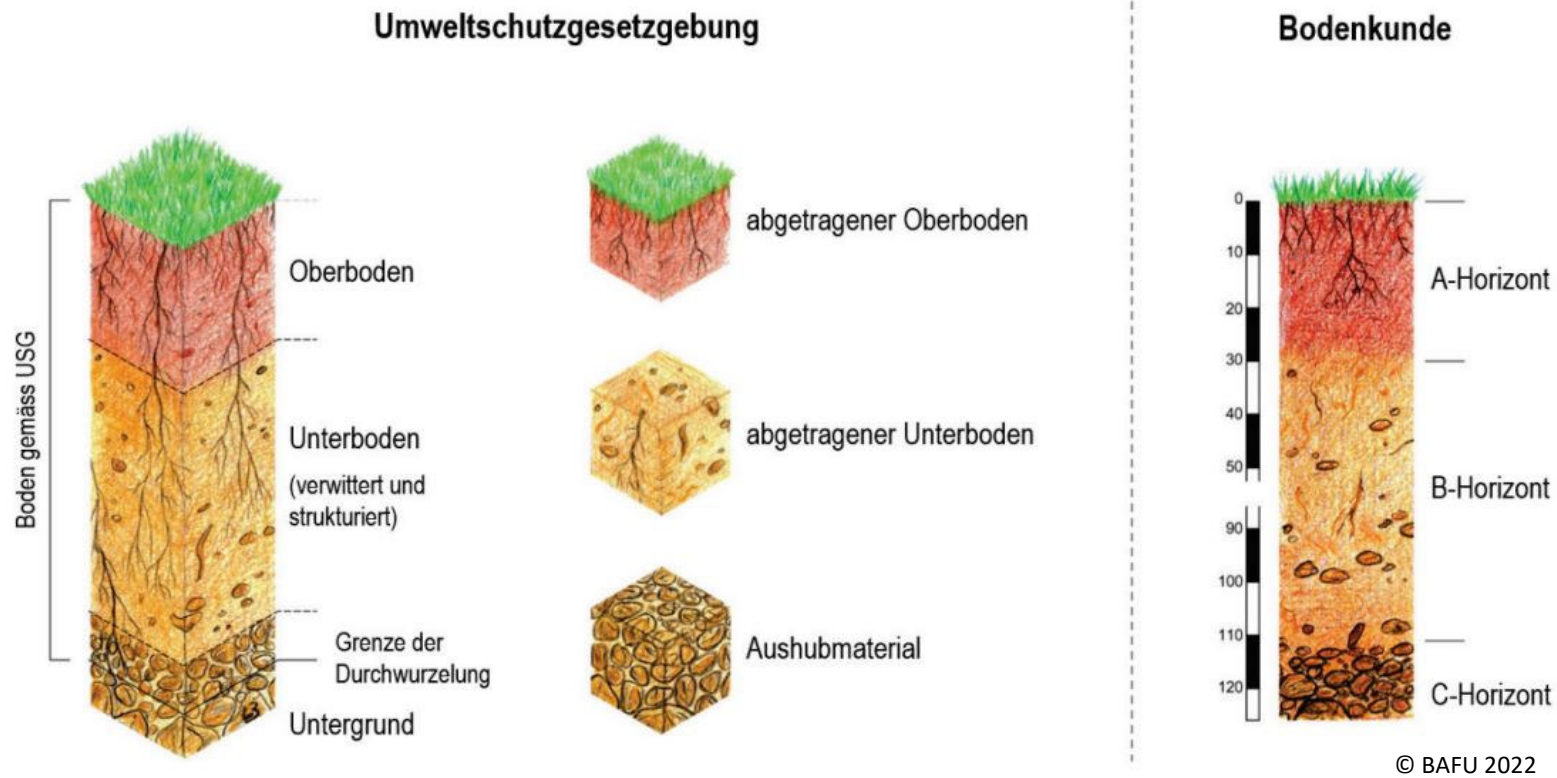 Umweltschutzgesetzgebung
Boden gemäss USG
Oberboden
Unterboden
(verwittert und
strukturiert)
Grenze der
Durchwurzelung
Untergrund
abgetragener Oberboden
abgetragener Unterboden
Aushubmaterial
Bodenkunde
0
10
20
30
40
50
90
100
110
120
A-Horizont
B-Horizont
C-Horizont
© BAFU 2022